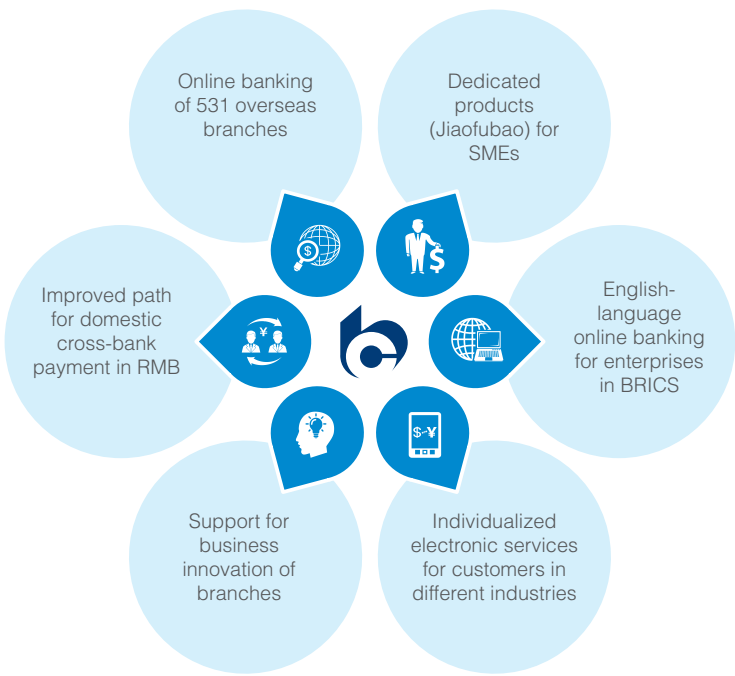 Online banking
of 531 overseas
branches
Dedicated
products
(Jiaofubao) for
SMEs
$
$
Improved path
for domestic
cross-bank
payment in RMB
¥
English-
language
online banking
for enterprises
in BRICS
$ ¥
Support for
business
innovation of
branches
Individualized
electronic services
for customers in
different industries